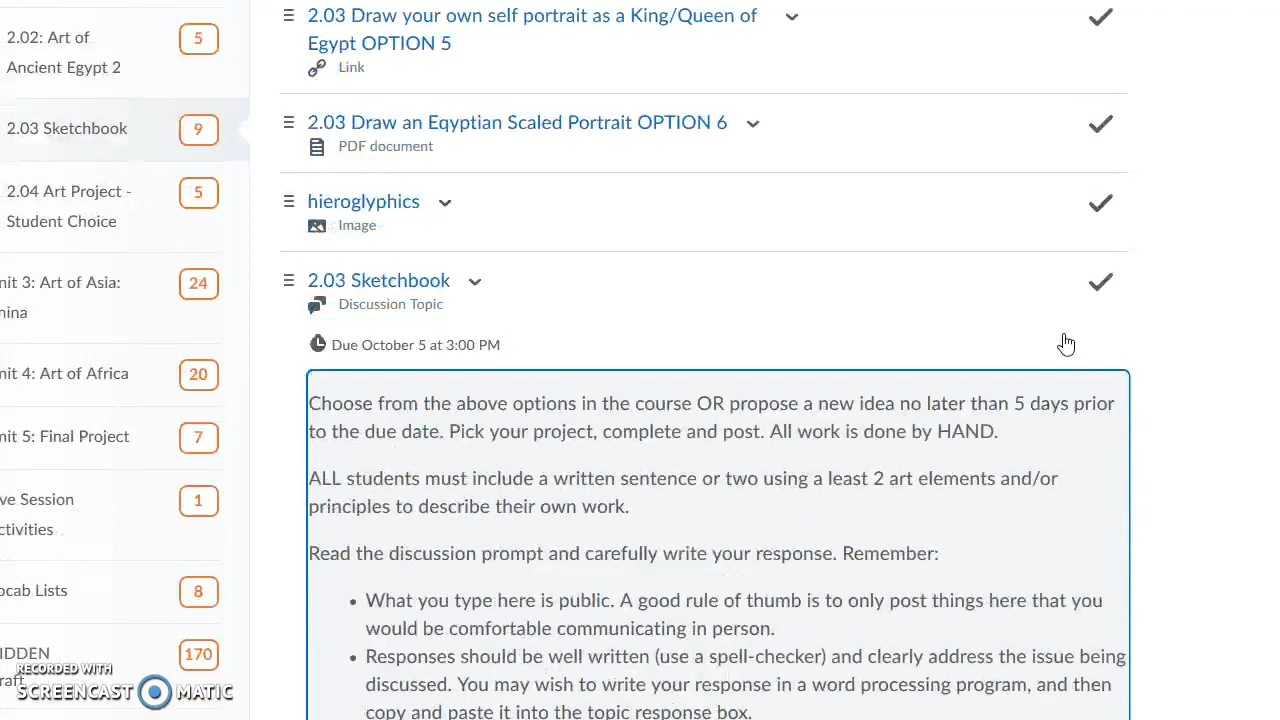 2.02: Art of
Ancient Egypt 2
5
2.03 Sketchbook
9
2.04 Art Project -
Student Choice
5
nit 3: Art of Asia:
nina
24
nit 4: Art of Africa
20
nit 5: Final Project
7
ve Session
ctivities
1
ocab Lists
8
IDDEN
raft
170
RECORDED WITH
SCREENCAST MATIC
2.03 Draw your own self portrait as a King/Queen of
Egypt OPTION 5
Link
2.03 Draw an Eqyptian Scaled Portrait OPTION 6
PDF document
hieroglyphics
Image
2.03 Sketchbook
Discussion Topic
Due October 5 at 3:00 PM
Choose from the above options in the course OR propose a new idea no later than 5 days prior
to the due date. Pick your project, complete and post. All work is done by HAND.
ALL students must include a written sentence or two using a least 2 art elements and/or
principles to describe their own work.
Read the discussion prompt and carefully write your response. Remember:
• What you type here is public. A good rule of thumb is to only post things here that you
would be comfortable communicating in person.
• Responses should be well written (use a spell-checker) and clearly address the issue being
discussed. You may wish to write your response in a word processing program, and then
copy and paste it into the topic response box.